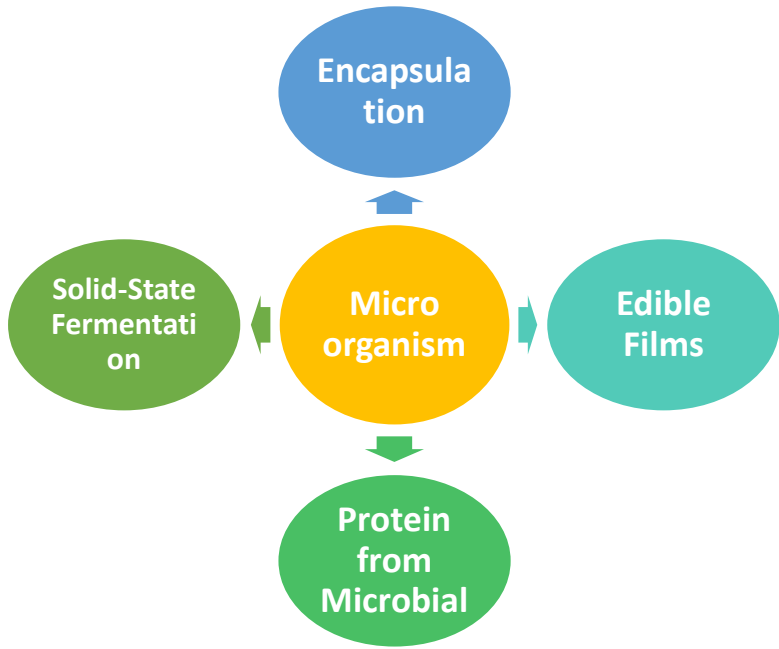 Encapsula
tion
Solid-State
Fermentati
on
Micro
organism
Edible
Films
Protein
from
Microbial